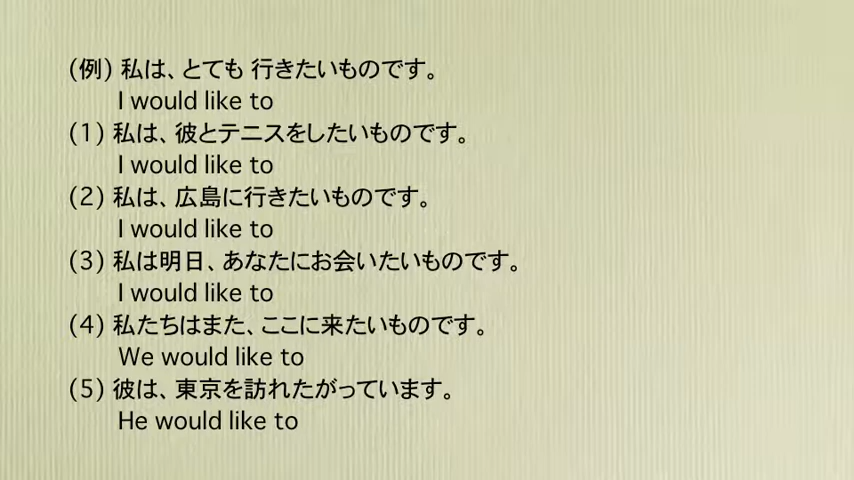 (例) 私は、とても 行きたいものです。
I would like to
(1) 私は、彼とテニスをしたいものです。
I would like to
(2) 私は、広島に行きたいものです。
I would like to
(3) 私は明日、あなたにお会いたいものです。
I would like to
(4) 私たちはまた、ここに来たいものです。
We would like to
(5) 彼は、東京を訪れたがっています。
He would like to